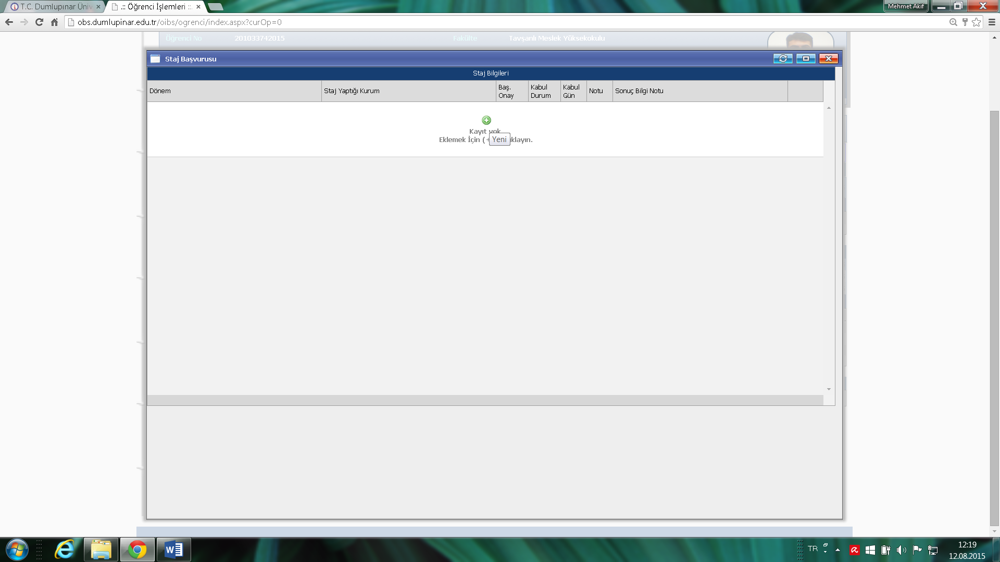 T.C. Dumlupınar Üniv
.:: Öğrenci İşlemleri ::.
Mehmet Akif
obs.dumlupinar.edu.tr/oibs/ogrenci/index.aspx?curOp=0
Öğrenci No 201033742015 Fakülte Tavşanlı Meslek Yüksekokulu
Staj Başvurusu
Staj Bilgileri
Dönem Staj Yaptığı Kurum Baş. Onay Kabul Durum Kabul Gün Notu Sonuç Bilgi Notu
Kayıt yok
Eklemek İçin (+ klayın.
Yeni
TR
12:19
12.08.2015